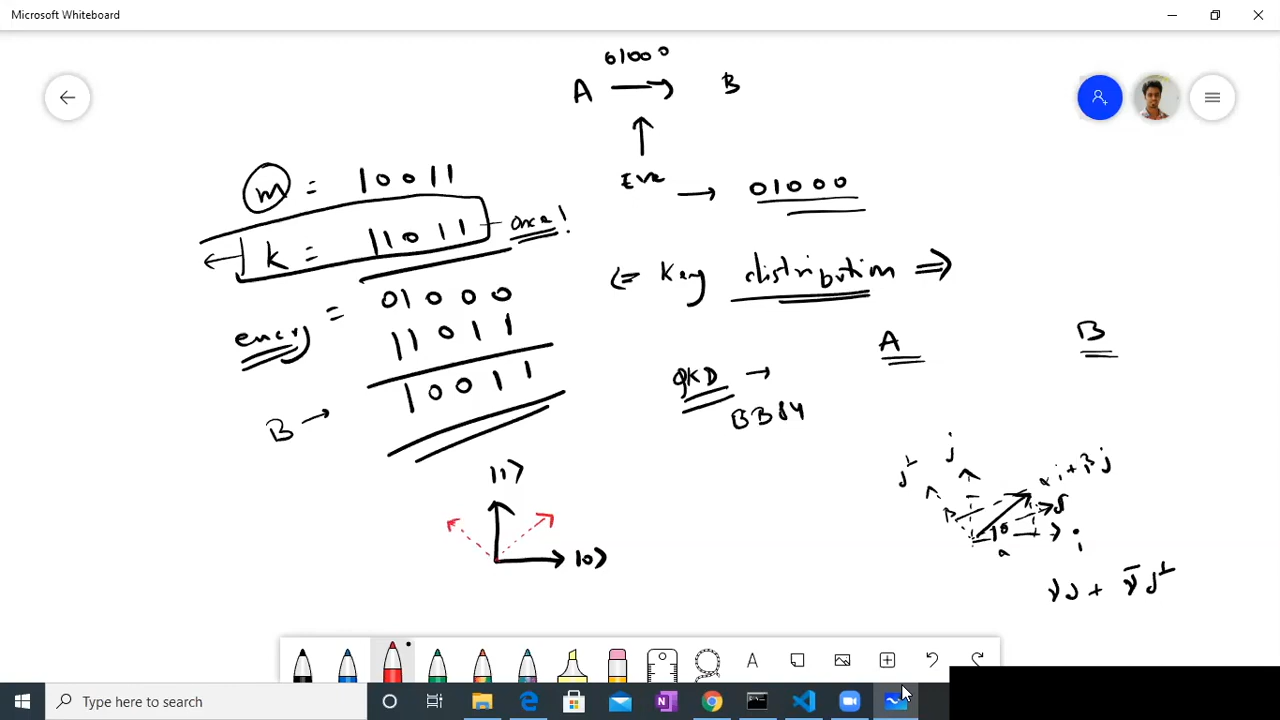 Microsoft Whiteboard
01000
A → B
Eve → 01000
m = 10011
k = 11011 – once!
ency = 01000
11011
B → 10011
⇐ Key distribution ⇒
A B
QKD →
BB84
|1⟩
|0⟩
j⊥ j
α i + β j
β
θ
a
i
A
Type here to search